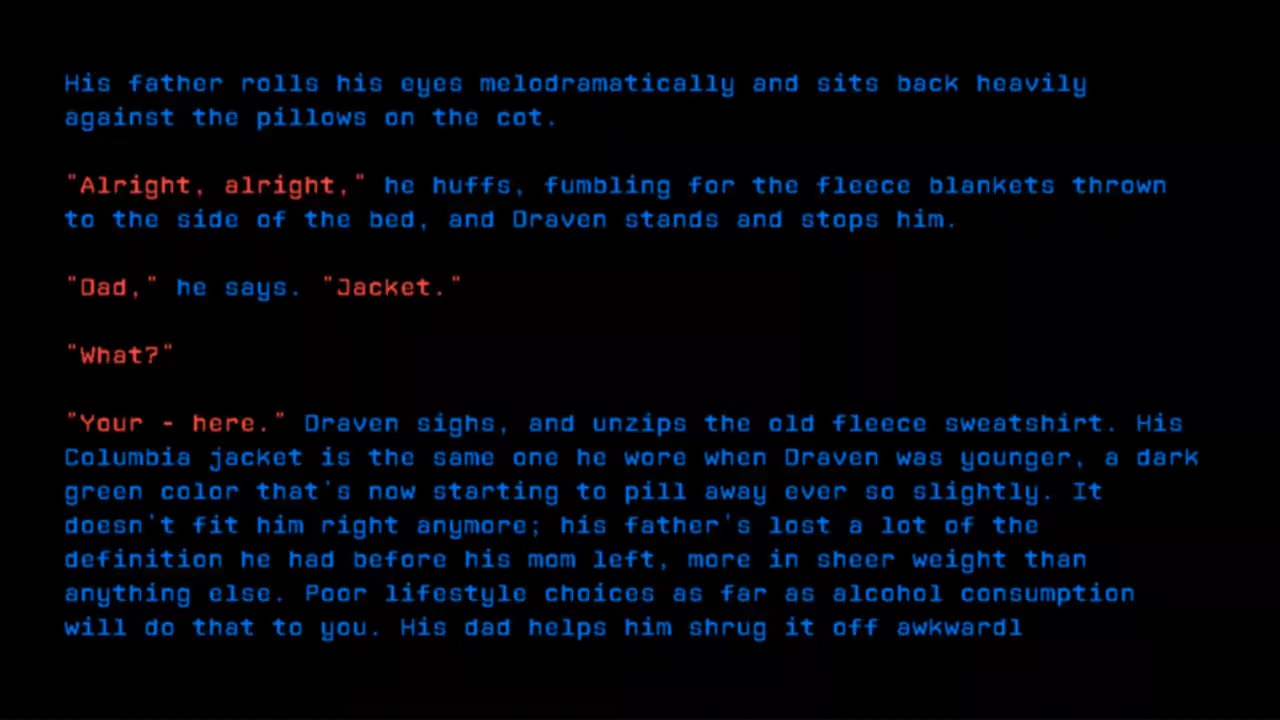 His father rolls his eyes melodramatically and sits back heavily
against the pillows on the cot.
"Alright, alright," he huffs, fumbling for the fleece blankets thrown
to the side of the bed, and Draven stands and stops him.
"Dad," he says. "Jacket."
"What?"
"Your - here." Draven sighs, and unzips the old fleece sweatshirt. His
Columbia jacket is the same one he wore when Draven was younger, a dark
green color that's now starting to pill away ever so slightly. It
doesn't fit him right anymore; his father's lost a lot of the
definition he had before his mom left, more in sheer weight than
anything else. Poor lifestyle choices as far as alcohol consumption
will do that to you. His dad helps him shrug it off awkwardl